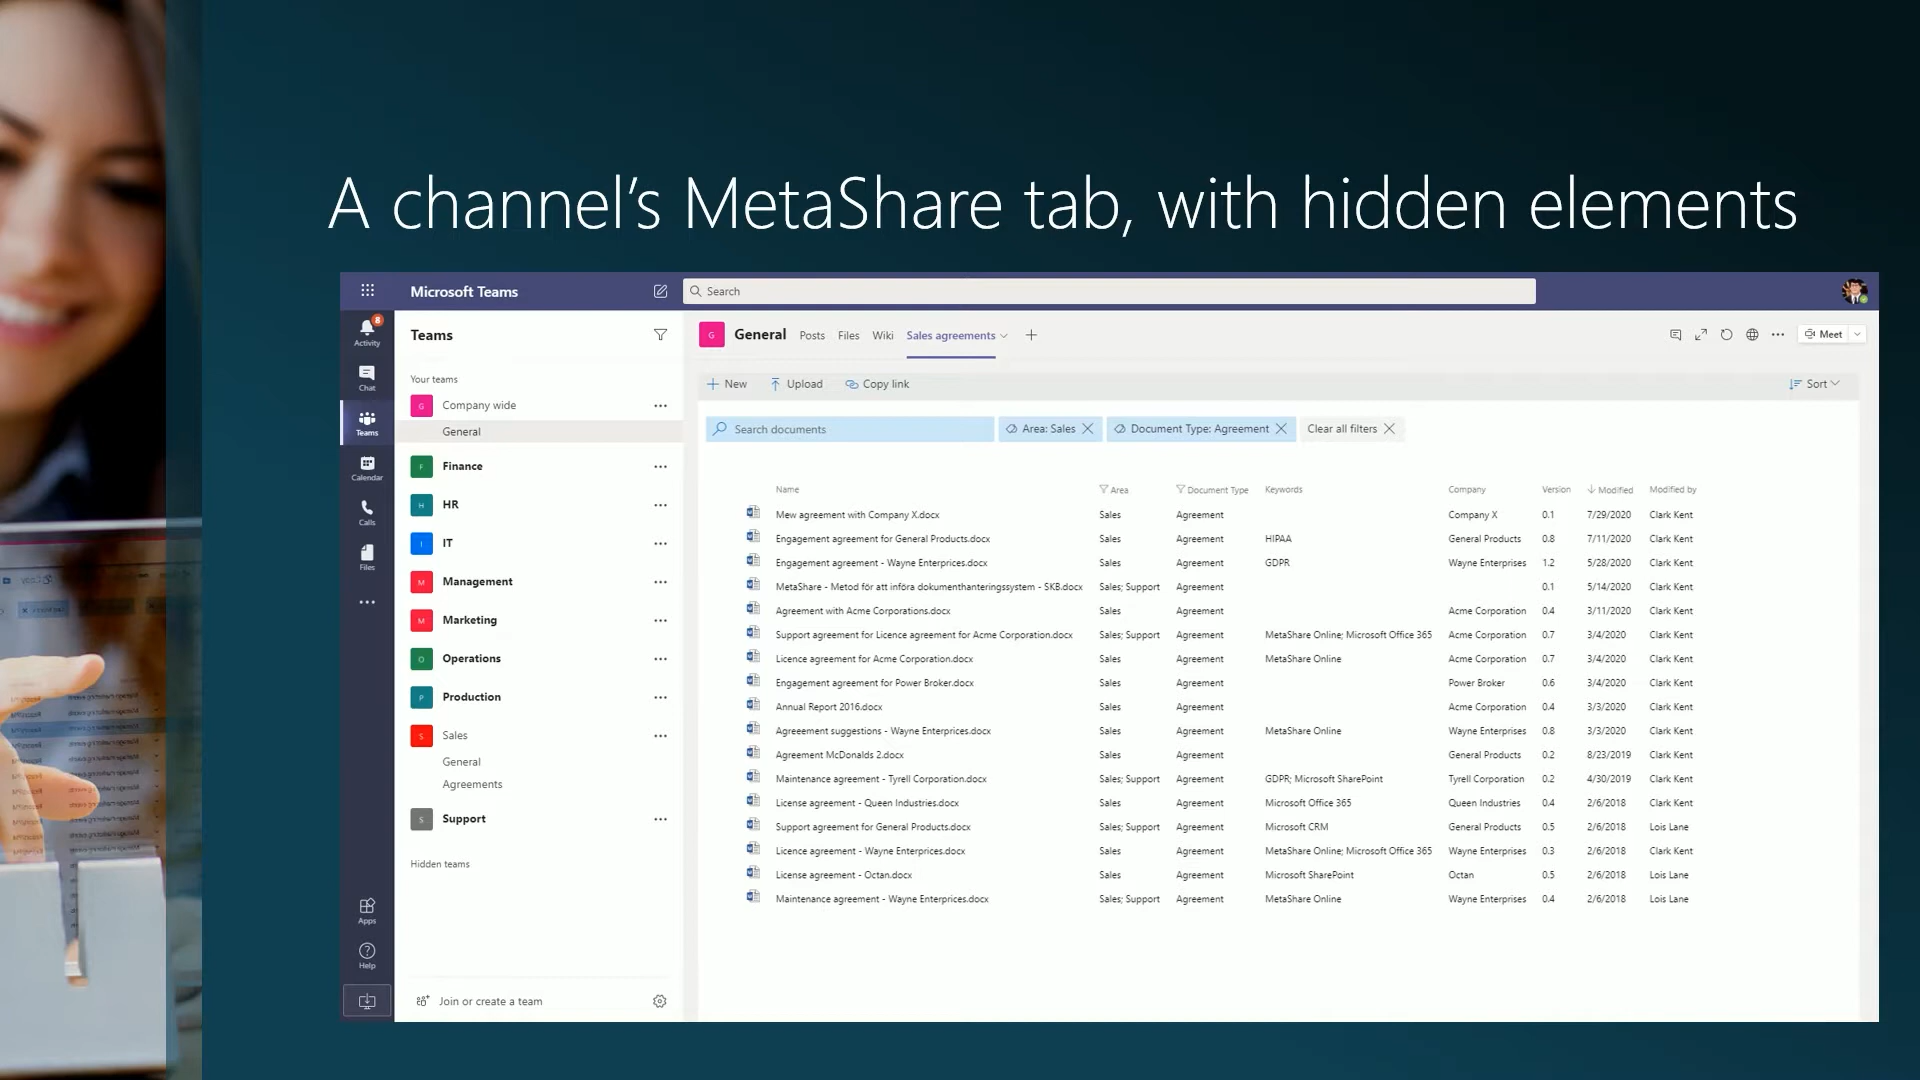 A channel’s MetaShare tab, with hidden elements
Microsoft Teams
Search
8
Activity
Chat
Teams
Calendar
Calls
Files
Apps
Help
Teams
Your teams
G Company wide
General
F Finance
H HR
I IT
M Management
M Marketing
O Operations
P Production
S Sales
General
Agreements
S Support
Hidden teams
Join or create a team
G General Posts Files Wiki Sales agreements
Meet
New Upload Copy link Sort
Search documents Area: Sales Document Type: Agreement Clear all filters
Name Area Document Type Keywords Company Version Modified Modified by
Mew agreement with Company X.docx Sales Agreement Company X 0.1 7/29/2020 Clark Kent
Engagement agreement for General Products.docx Sales Agreement HIPAA General Products 0.8 7/11/2020 Clark Kent
Engagement agreement - Wayne Enterprizes.docx Sales Agreement GDPR Wayne Enterprizes 1.2 5/28/2020 Clark Kent
MetaShare - Metod för att införa dokumenthanteringssystem - SKB.docx Sales; Support Agreement 0.1 5/14/2020 Clark Kent
Agreement with Acme Corporations.docx Sales Agreement Acme Corporation 0.4 3/11/2020 Clark Kent
Support agreement for Licence agreement for Acme Corporation.docx Sales; Support Agreement MetaShare Online; Microsoft Office 365 Acme Corporation 0.7 3/4/2020 Clark Kent
Licence agreement for Acme Corporation.docx Sales Agreement MetaShare Online Acme Corporation 0.7 3/4/2020 Clark Kent
Engagement agreement for Power Broker.docx Sales Agreement Power Broker 0.6 3/4/2020 Clark Kent
Annual Report 2016.docx Sales Agreement Acme Corporation 0.4 3/3/2020 Clark Kent
Agreeement suggestions - Wayne Enterprizes.docx Sales Agreement MetaShare Online Wayne Enterprizes 0.8 3/3/2020 Clark Kent
Agreement McDonalds 2.docx Sales Agreement General Products 0.2 8/23/2019 Clark Kent
Maintenance agreement - Tyrell Corporation.docx Sales; Support Agreement GDPR; Microsoft SharePoint Tyrell Corporation 0.2 4/30/2019 Clark Kent
License agreement - Queen Industries.docx Sales Agreement Microsoft Office 365 Queen Industries 0.4 2/6/2018 Clark Kent
Support agreement for General Products.docx Sales; Support Agreement Microsoft CRM General Products 0.5 2/6/2018 Lois Lane
Licence agreement - Wayne Enterprizes.docx Sales Agreement MetaShare Online; Microsoft Office 365 Wayne Enterprizes 0.3 2/6/2018 Clark Kent
License agreement - Octan.docx Sales Agreement Microsoft SharePoint Octan 0.5 2/6/2018 Lois Lane
Maintenance agreement - Wayne Enterprizes.docx Sales; Support Agreement MetaShare Online Wayne Enterprizes 0.4 2/6/2018 Lois Lane